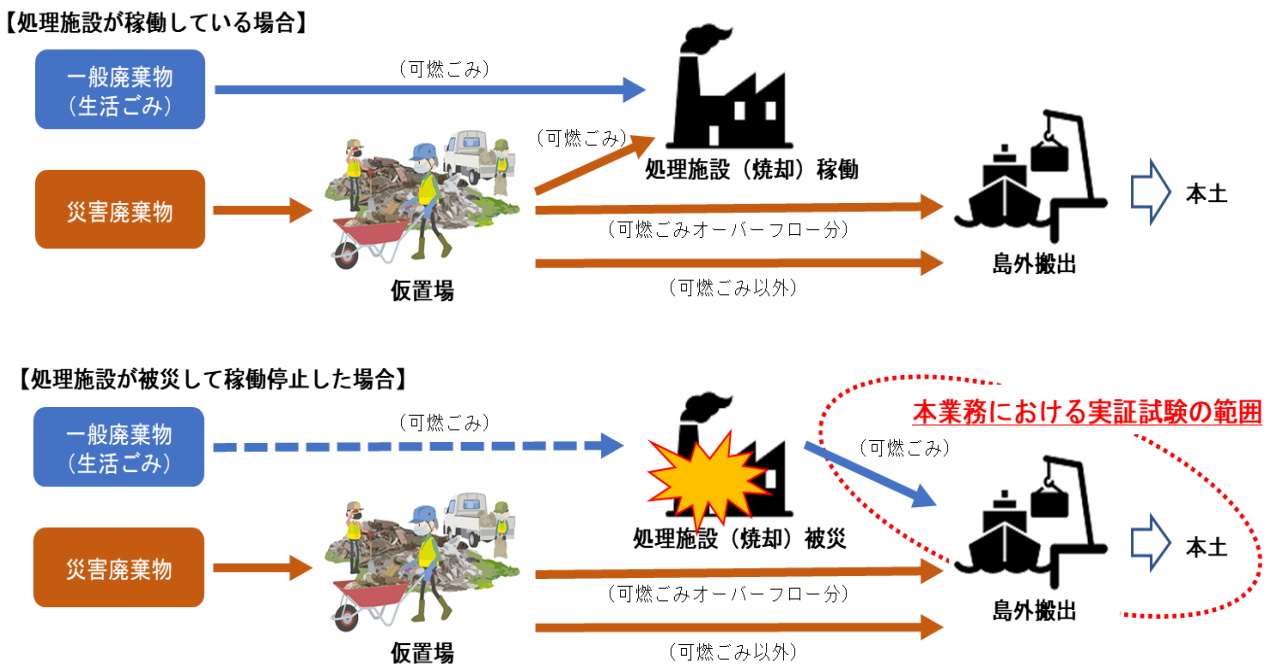 【処理施設が稼働している場合】
一般廃棄物
（生活ごみ）
（可燃ごみ）
災害廃棄物
仮置場
（可燃ごみ）
処理施設（焼却）稼働
（可燃ごみオーバーフロー分）
（可燃ごみ以外）
島外搬出
本土
【処理施設が被災して稼働停止した場合】
本業務における実証試験の範囲
一般廃棄物
（生活ごみ）
（可燃ごみ）
（可燃ごみ）
処理施設（焼却）被災
災害廃棄物
仮置場
（可燃ごみオーバーフロー分）
（可燃ごみ以外）
島外搬出
本土